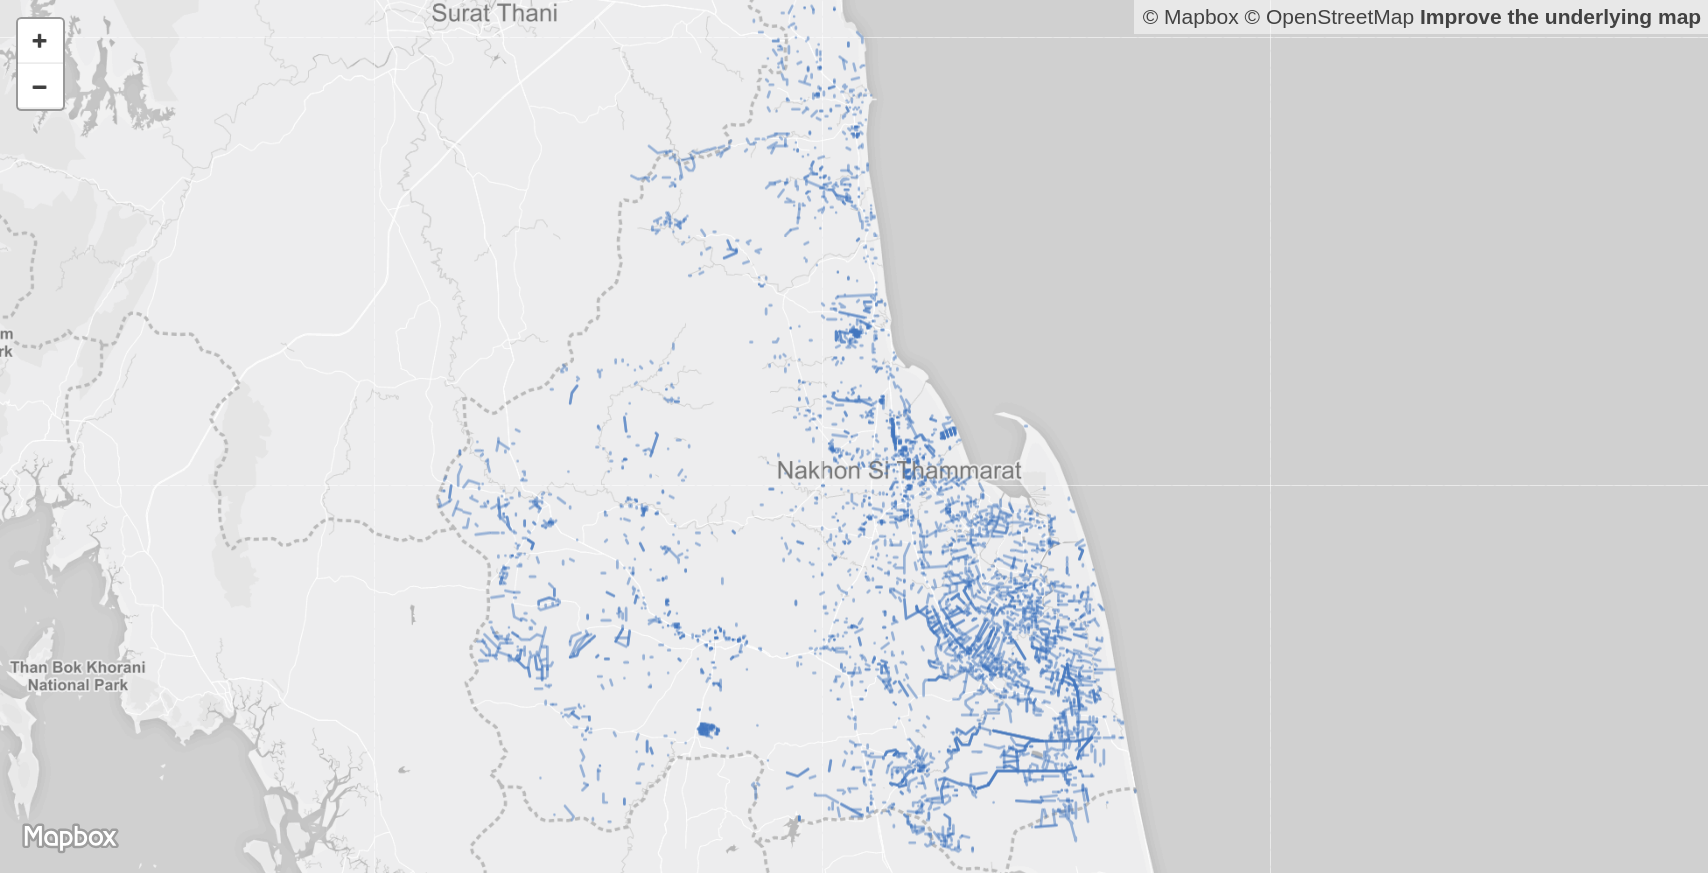 Surat Thani
© Mapbox © OpenStreetMap Improve the underlying map
+
−
m
rk
Nakhon Si Thammarat
Than Bok Khorani
National Park
Mapbox